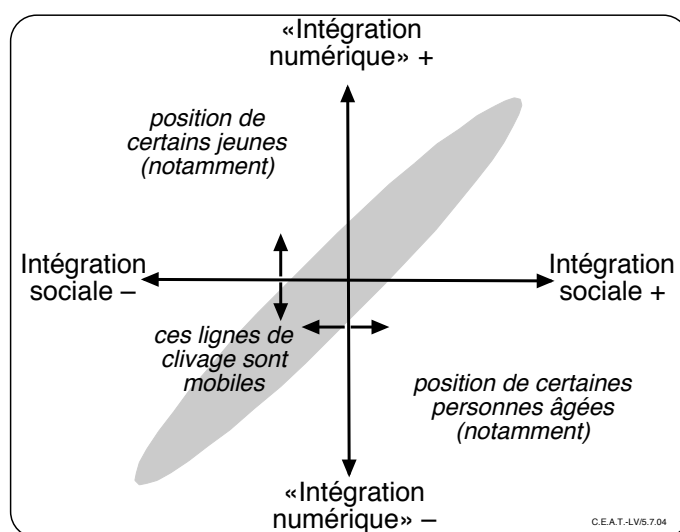 «Intégration
numérique» +
position de
certains jeunes
(notamment)
Intégration
sociale –
Intégration
sociale +
ces lignes de
clivage sont
mobiles
position de certaines
personnes âgées
(notamment)
«Intégration
numérique» –
C.E.A.T.-LV/5.7.04